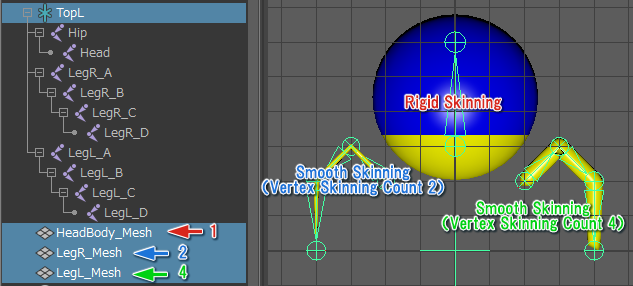 TopL
Hip
Head
LegR_A
LegR_B
LegR_C
LegR_D
LegL_A
LegL_B
LegL_C
LegL_D
HeadBody_Mesh 1
LegR_Mesh 2
LegL_Mesh 4
Rigid Skinning
Smooth Skinning
(Vertex Skinning Count 2)
Smooth Skinning
(Vertex Skinning Count 4)